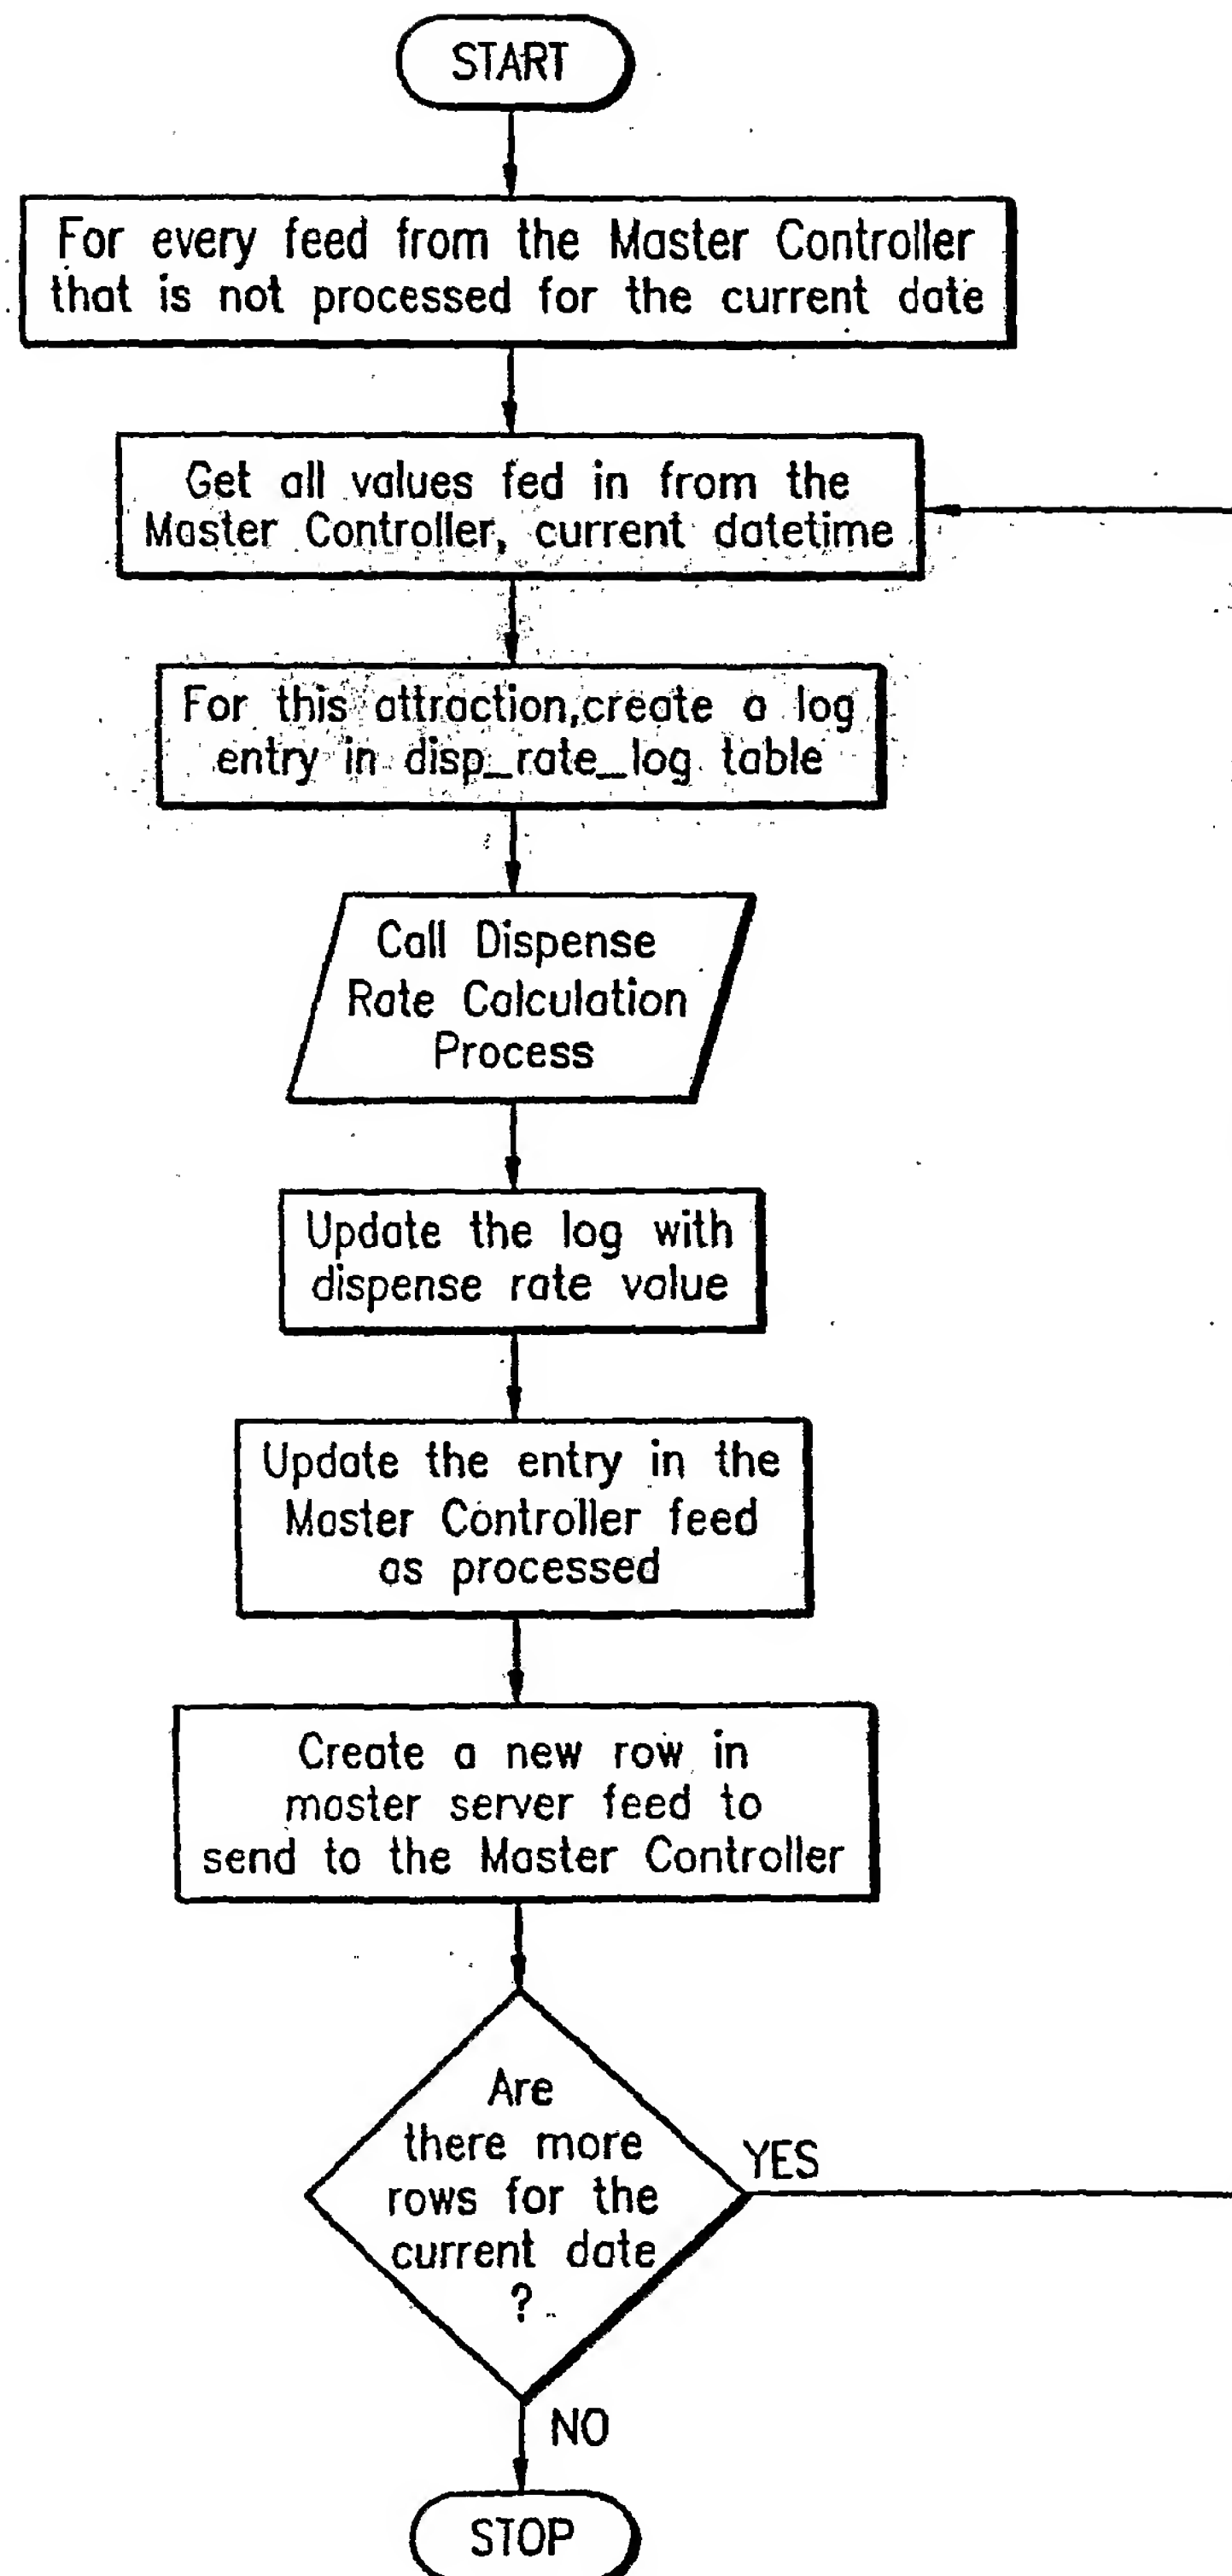 START
For every feed from the Master Controller
that is not processed for the current date
Get all values fed in from the
Master Controller, current datetime
For this attraction,create a log
entry in disp_rate_log table
Call Dispense
Rate Calculation
Process
Update the log with
dispense rate value
Update the entry in the
Master Controller feed
as processed
Create a new row in
master server feed to
send to the Master Controller
Are
there more
rows for the
current date
?
YES
NO
STOP